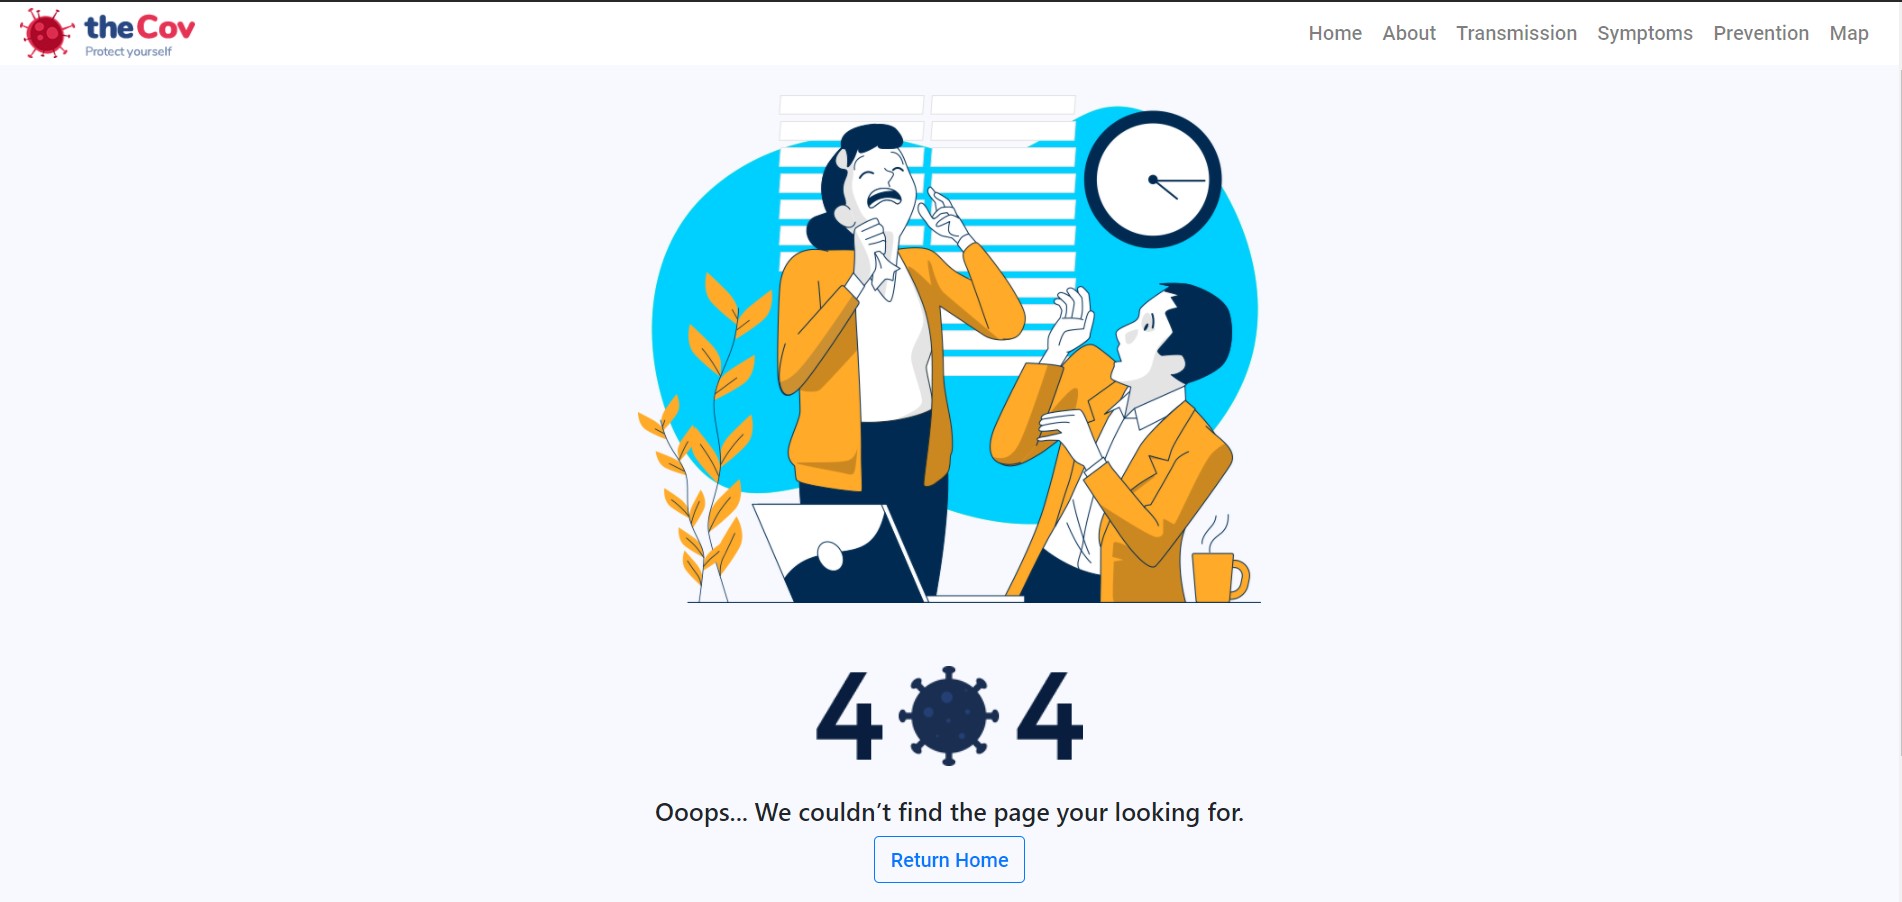 theCov
Protect yourself
Home About Transmission Symptoms Prevention Map
4 4
Ooops... We couldn’t find the page your looking for.
Return Home